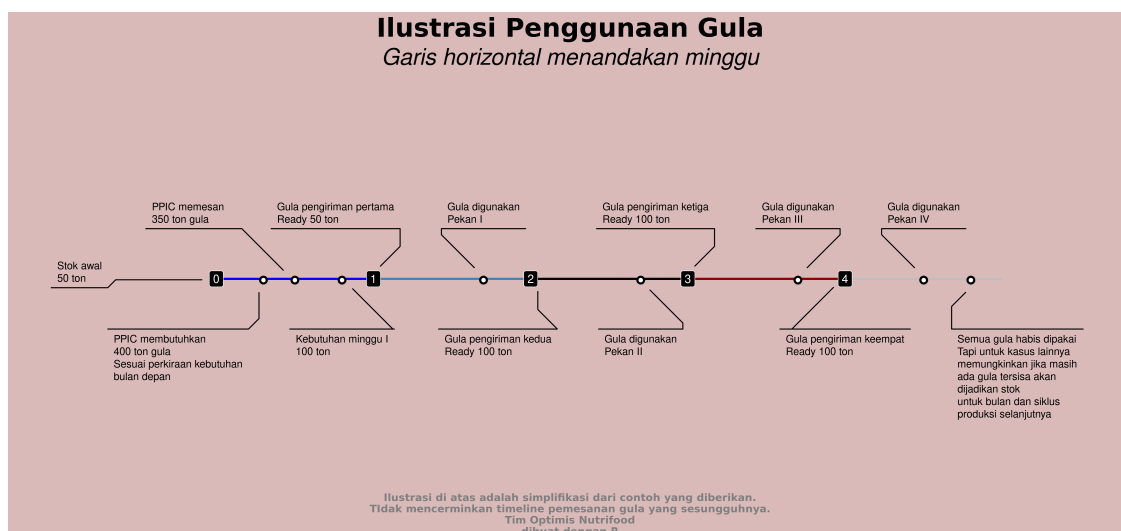 Ilustrasi Penggunaan Gula
Garis horizontal menandakan minggu
PPIC memesan
350 ton gula
Gula pengiriman pertama
Ready 50 ton
Gula digunakan
Pekan I
Gula pengiriman ketiga
Ready 100 ton
Gula digunakan
Pekan III
Gula digunakan
Pekan IV
Stok awal
50 ton
0
1
2
3
4
PPIC membutuhkan
400 ton gula
Sesuai perkiraan kebutuhan
bulan depan
Kebutuhan minggu I
100 ton
Gula pengiriman kedua
Ready 100 ton
Gula digunakan
Pekan II
Gula pengiriman keempat
Ready 100 ton
Semua gula habis dipakai
Tapi untuk kasus lainnya
memungkinkan jika masih
ada gula tersisa akan
dijadikan stok
untuk bulan dan siklus
produksi selanjutnya
Ilustrasi di atas adalah simplifikasi dari contoh yang diberikan.
TIdak mencerminkan timeline pemesanan gula yang sesungguhnya.
Tim Optimis Nutrifood
dibuat dengan R